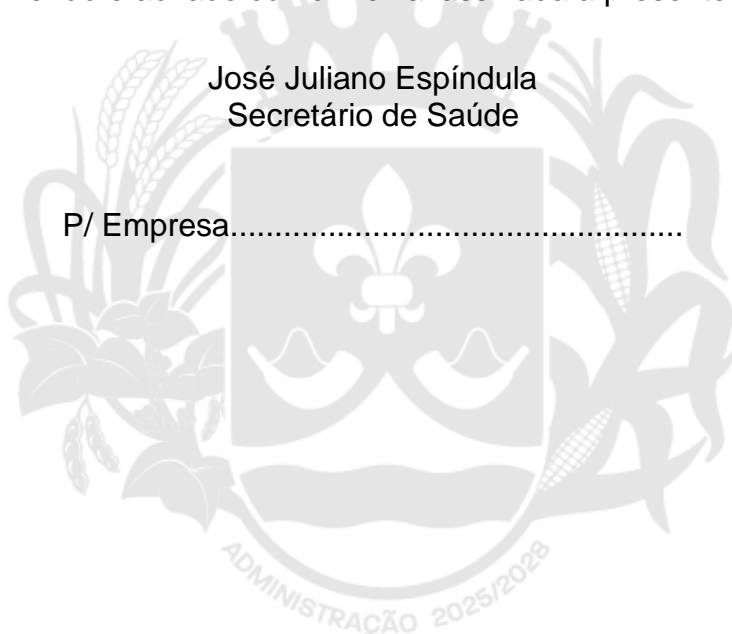 José Juliano Espíndula
Secretário de Saúde
P/ Empresa...................................................
ADMINISTRAÇÃO 2025/2028